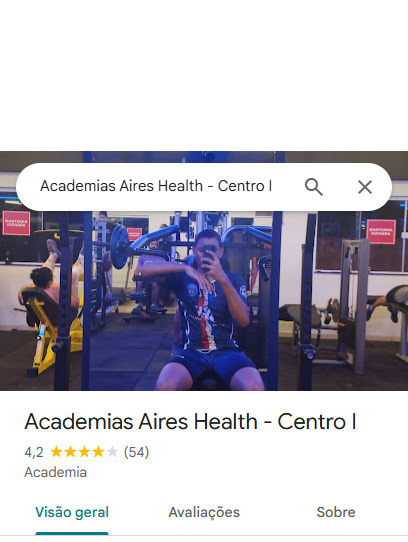 Academias Aires Health - Centro I
MANTENHA
FECHADA
MANTENHA
FECHADA
Academias Aires Health - Centro I
4,2 (54)
Academia
Visão geral Avaliações Sobre